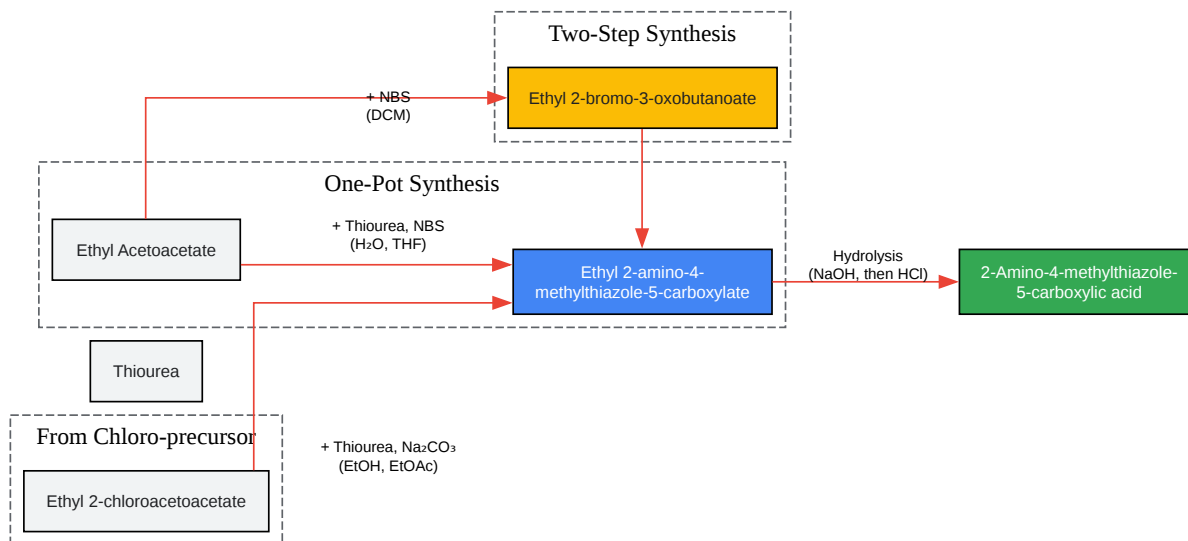 Two-Step Synthesis
Ethyl 2-bromo-3-oxobutanoate
+ NBS
(DCM)
One-Pot Synthesis
Ethyl Acetoacetate
+ Thiourea, NBS
(H₂O, THF)
Ethyl 2-amino-4-
methylthiazole-5-carboxylate
Hydrolysis
(NaOH, then HCl)
2-Amino-4-methylthiazole-
5-carboxylic acid
Thiourea
From Chloro-precursor
+ Thiourea, Na₂CO₃
(EtOH, EtOAc)
Ethyl 2-chloroacetoacetate